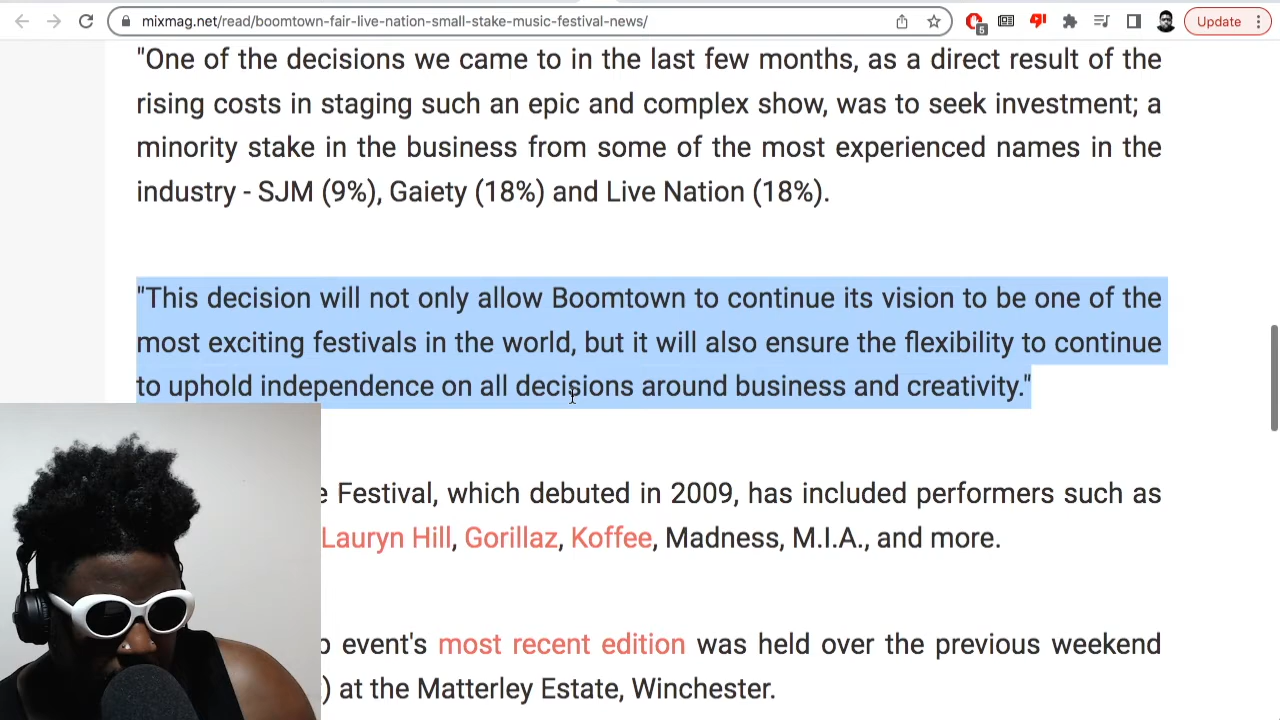 mixmag.net/read/boomtown-fair-live-nation-small-stake-music-festival-news/
5
Update
"One of the decisions we came to in the last few months, as a direct result of the
rising costs in staging such an epic and complex show, was to seek investment; a
minority stake in the business from some of the most experienced names in the
industry - SJM (9%), Gaiety (18%) and Live Nation (18%).
"This decision will not only allow Boomtown to continue its vision to be one of the
most exciting festivals in the world, but it will also ensure the flexibility to continue
to uphold independence on all decisions around business and creativity."
Festival, which debuted in 2009, has included performers such as
Lauryn Hill, Gorillaz, Koffee, Madness, M.I.A., and more.
event's most recent edition was held over the previous weekend
) at the Matterley Estate, Winchester.